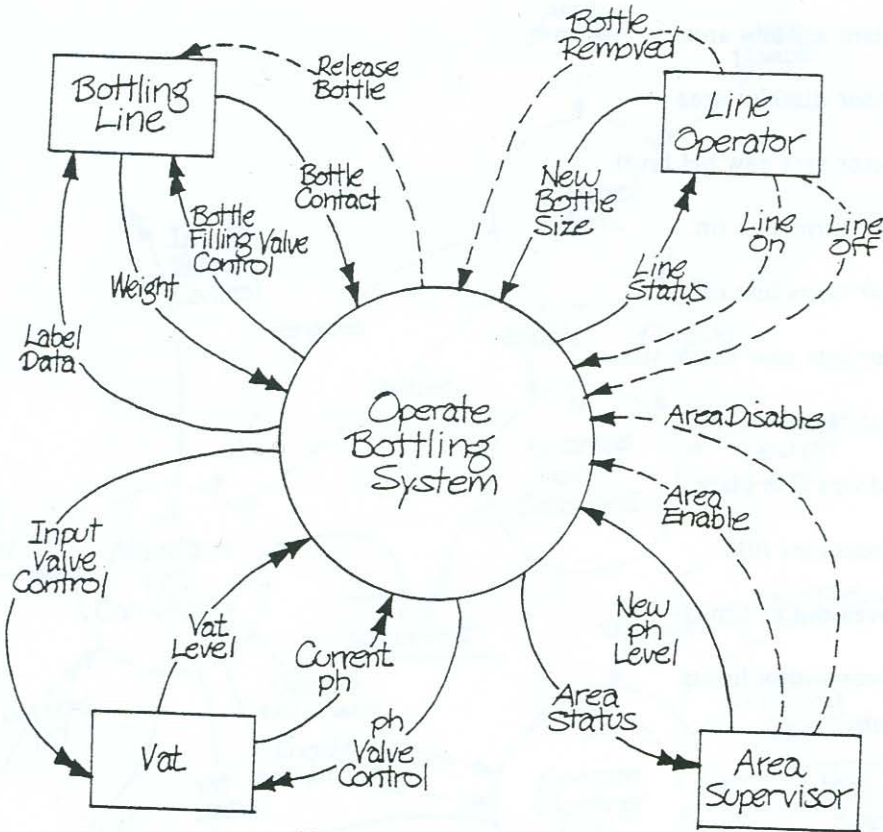 Bottle
Removed
Bottling
Line
Release
Bottle
Line
Operator
Bottle
Contact
New
Bottle
Size
Bottle
Filling Valve
Control
Line
On
Line
Off
Weight
Line
Status
Label
Data
Operate
Bottling
System
Area Disable
Area
Enable
Input
Valve
Control
Vat
Level
Current
ph
New
ph
Level
Area
Status
ph
Valve
Control
Vat
Area
Supervisor